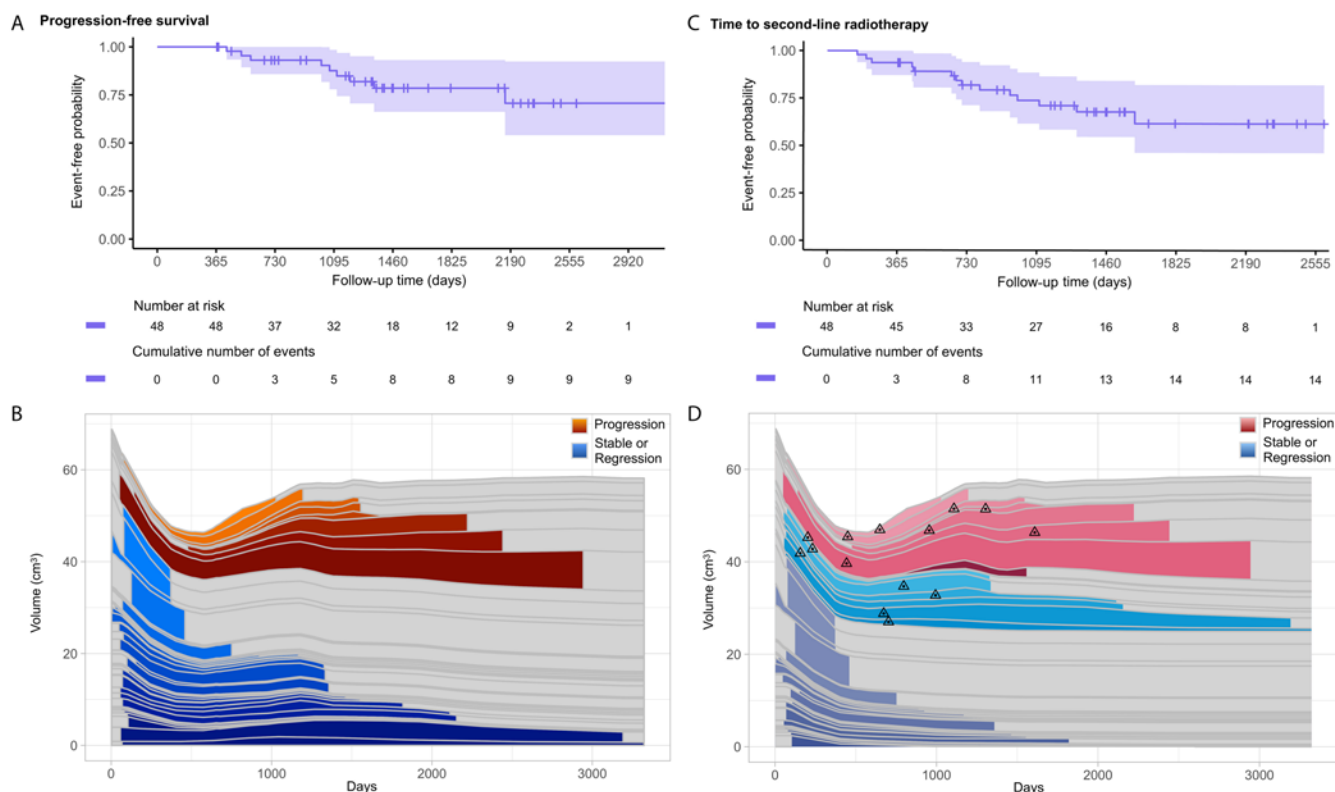 A Progression-free survival
Event-free probability
1.00
0.75
0.50
0.25
0.00
0 365 730 1095 1460 1825 2190 2555 2920
Follow-up time (days)
Number at risk
48 48 37 32 18 12 9 2 1
Cumulative number of events
0 0 3 5 8 8 9 9 9
C Time to second-line radiotherapy
Event-free probability
1.00
0.75
0.50
0.25
0.00
0 365 730 1095 1460 1825 2190 2555
Follow-up time (days)
Number at risk
48 45 33 27 16 8 8 1
Cumulative number of events
0 3 8 11 13 14 14 14
B
Progression
Stable or
Regression
Volume (cm³)
60
40
20
0
0 1000 2000 3000
Days
D
Progression
Stable or
Regression
Volume (cm³)
60
40
20
0
0 1000 2000 3000
Days